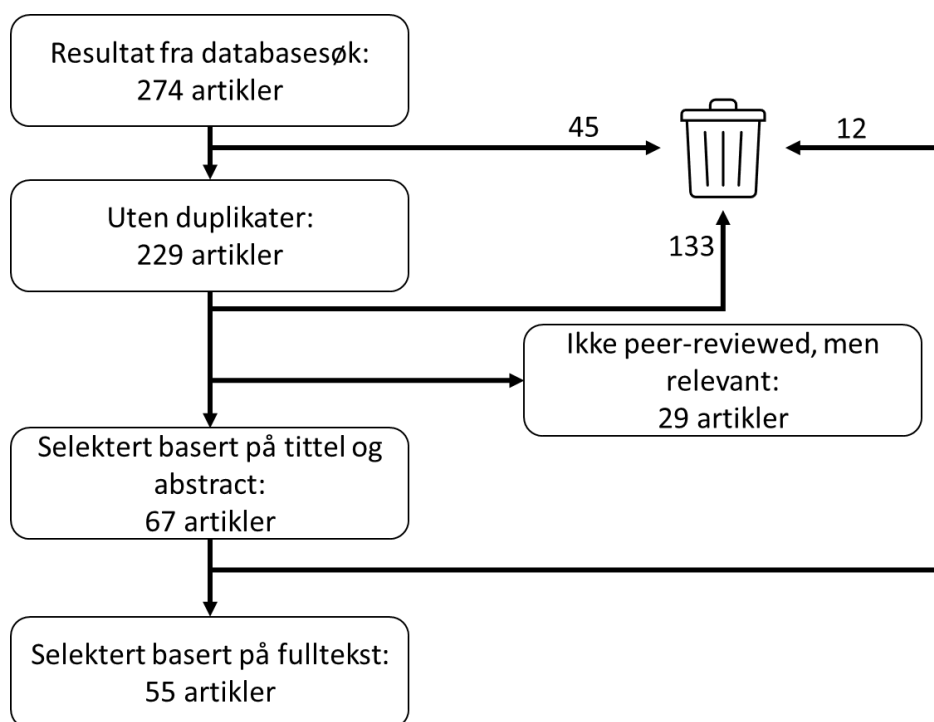 Resultat fra databasesøk:
274 artikler
45
12
Uten duplikater:
229 artikler
133
Ikke peer-reviewed, men
relevant:
29 artikler
Selektert basert på tittel og
abstract:
67 artikler
Selektert basert på fulltekst:
55 artikler